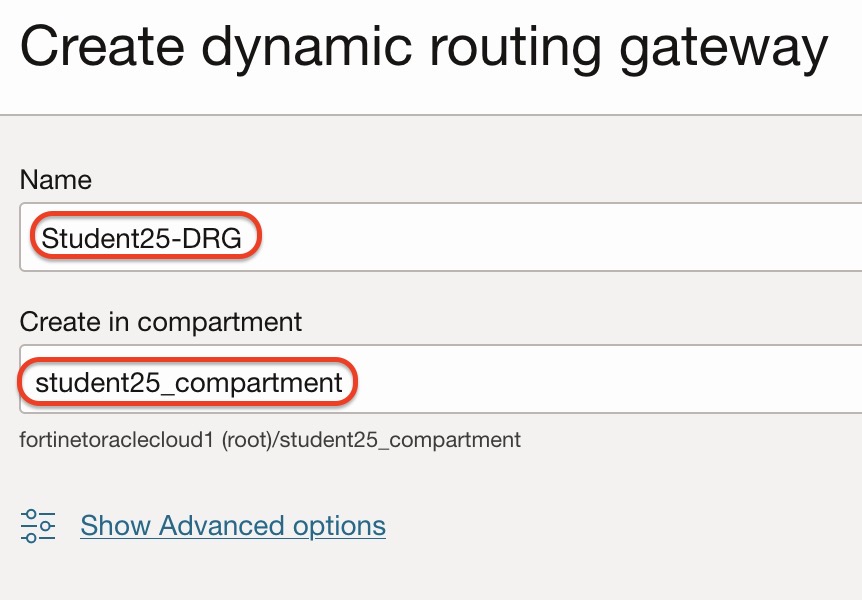 Create dynamic routing gateway
Name
Student25-DRG
Create in compartment
student25_compartment
fortinetoraclecloud1 (root)/student25_compartment
Show Advanced options